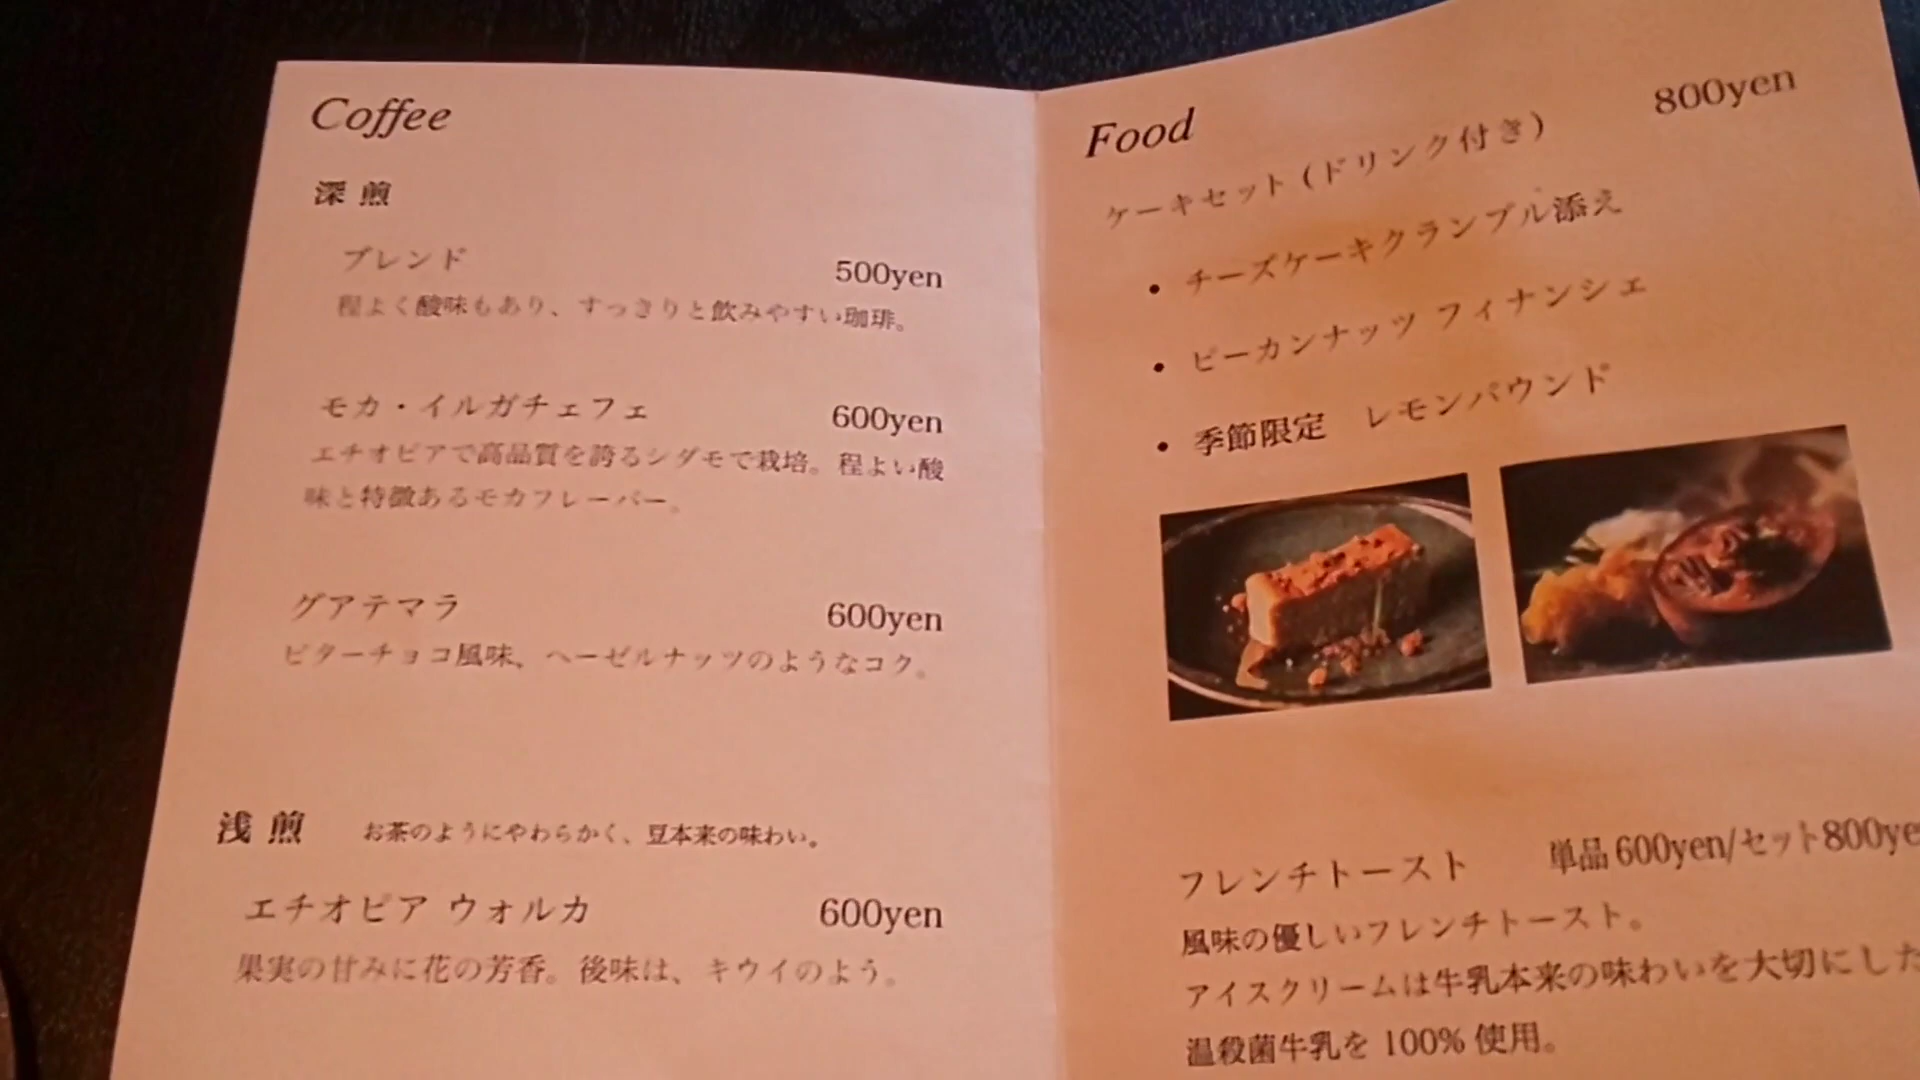 Coffee
深煎
ブレンド 500yen
程よく酸味もあり、すっきりと飲みやすい珈琲。
モカ・イルガチェフェ 600yen
エチオピアで高品質を誇るシダモで栽培。程よい酸
味と特徴あるモカフレーバー。
グアテマラ 600yen
ビターチョコ風味、ヘーゼルナッツのようなコク。
浅煎 お茶のようにやわらかく、豆本来の味わい。
エチオピア ウォルカ 600yen
果実の甘みに花の芳香。後味は、キウイのよう。
Food
ケーキセット(ドリンク付き) 800yen
• チーズケーキクランブル添え
• ピーカンナッツ フィナンシェ
• 季節限定 レモンパウンド
フレンチトースト 単品 600yen/セット800ye
風味の優しいフレンチトースト。
アイスクリームは牛乳本来の味わいを大切にした
温殺菌牛乳を 100% 使用。